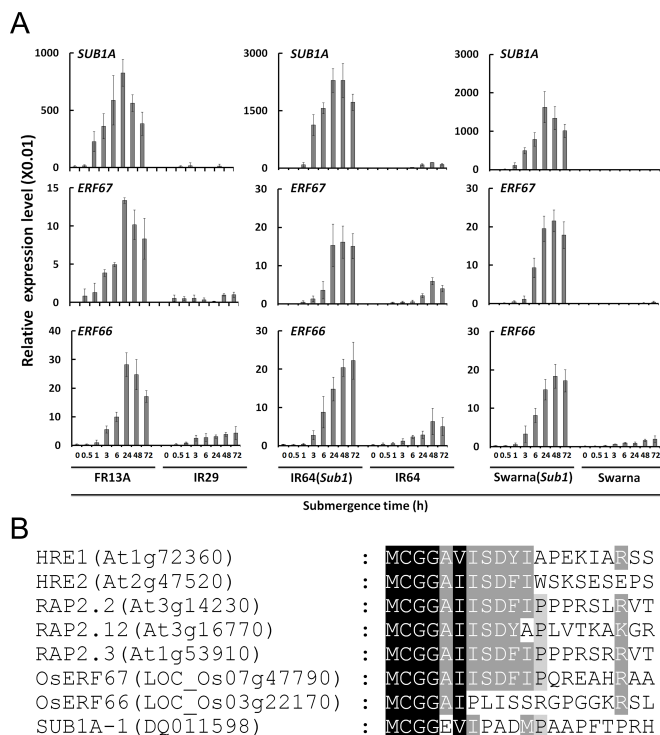 A
Relative expression level (X0.01)
SUB1A
1000
500
0
SUB1A
3000
1500
0
SUB1A
3000
2000
1000
0
ERF67
15
10
5
0
ERF67
30
20
10
0
ERF67
30
20
10
0
ERF66
40
30
20
10
0
ERF66
30
20
10
0
ERF66
30
20
10
0
0 0.5 1 3 6 24 48 72 0 0.5 1 3 6 24 48 72
0 0.5 1 3 6 24 48 72 0 0.5 1 3 6 24 48 72
0 0.5 1 3 6 24 48 72 0 0.5 1 3 6 24 48 72
FR13A IR29 IR64(Sub1) IR64 Swarna(Sub1) Swarna
Submergence time (h)
B
HRE1(At1g72360) : MCGGAVISDYIAPEKIARSS
HRE2(At2g47520) : MCGGAIISDFIWSKSESEPS
RAP2.2(At3g14230) : MCGGAIISDFIPPPRSLRVT
RAP2.12(At3g16770) : MCGGAIISDYAPLVTKAKGR
RAP2.3(At1g53910) : MCGGAIISDFIPPPRSRRVT
OsERF67(LOC_Os07g47790) : MCGGAIISDFIPQREAHRAA
OsERF66(LOC_Os03g22170) : MCGGAIPLISSRGPGGKRSL
SUB1A-1(DQ011598) : MCGGEVIPADMPAAPFTPRH